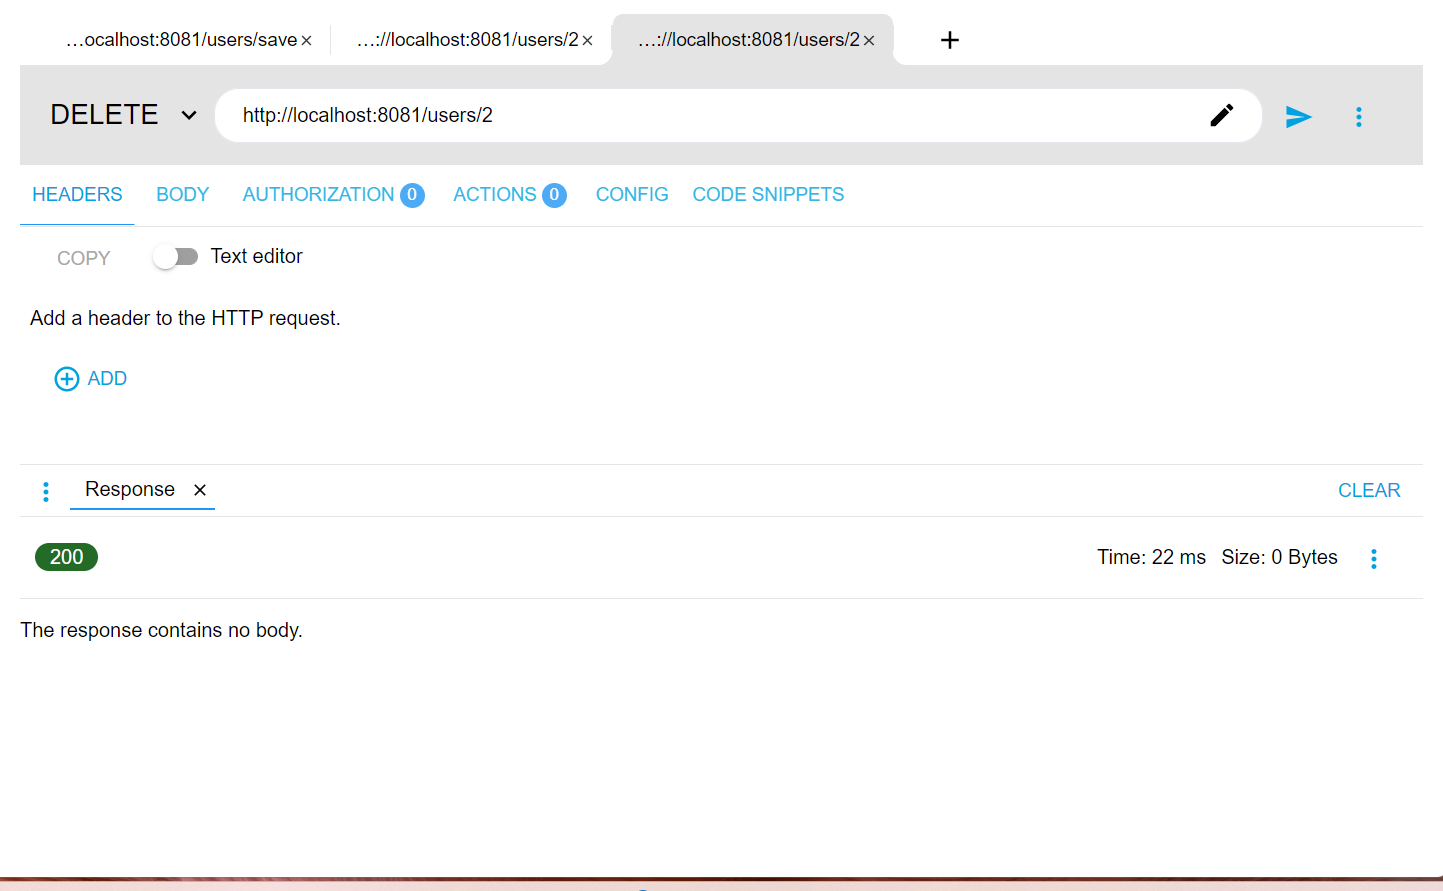 ...ocalhost:8081/users/save × ...://localhost:8081/users/2 × ...://localhost:8081/users/2 × +
DELETE http://localhost:8081/users/2
HEADERS BODY AUTHORIZATION 0 ACTIONS 0 CONFIG CODE SNIPPETS
COPY Text editor
Add a header to the HTTP request.
ADD
Response × CLEAR
200 Time: 22 ms Size: 0 Bytes
The response contains no body.